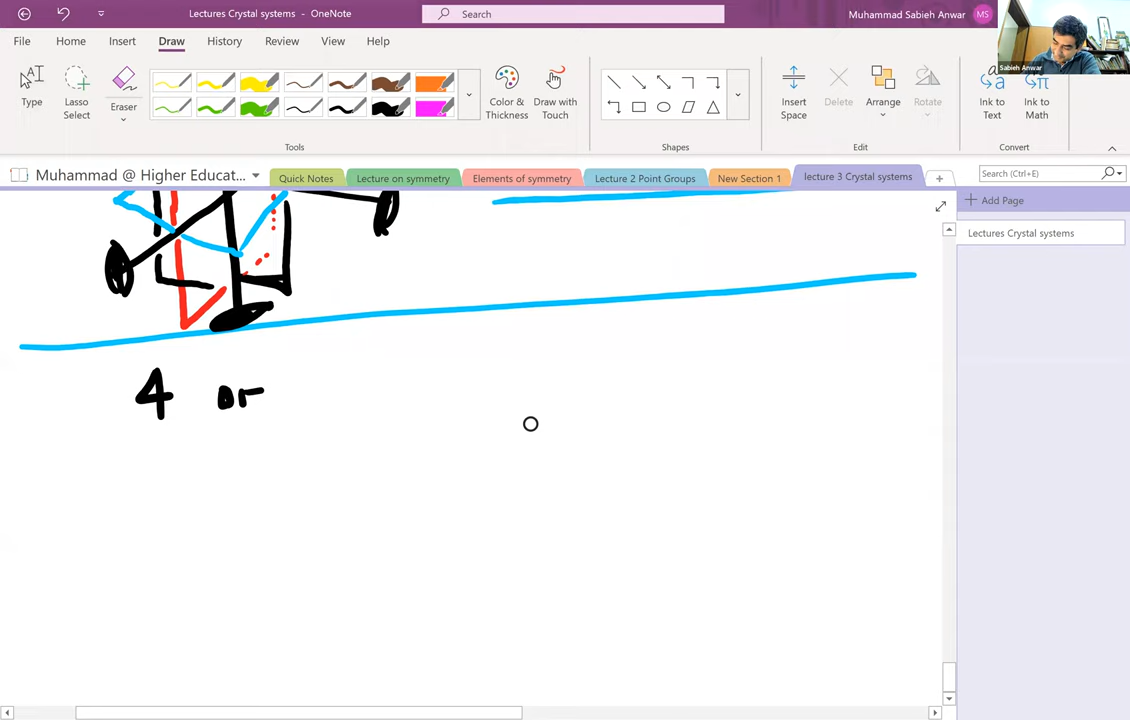 Lectures Crystal systems - OneNote
Search
Muhammad Sabieh Anwar
MS
File Home Insert Draw History Review View Help
Sabieh Anwar
Type
Lasso Select
Eraser
Color & Thickness
Draw with Touch
Insert Space
Delete
Arrange
Rotate
Ink to Text
Ink to Math
Tools
Shapes
Edit
Convert
Muhammad @ Higher Educat...
Quick Notes
Lecture on symmetry
Elements of symmetry
Lecture 2 Point Groups
New Section 1
lecture 3 Crystal systems
Search (Ctrl+E)
Add Page
Lectures Crystal systems
4 or